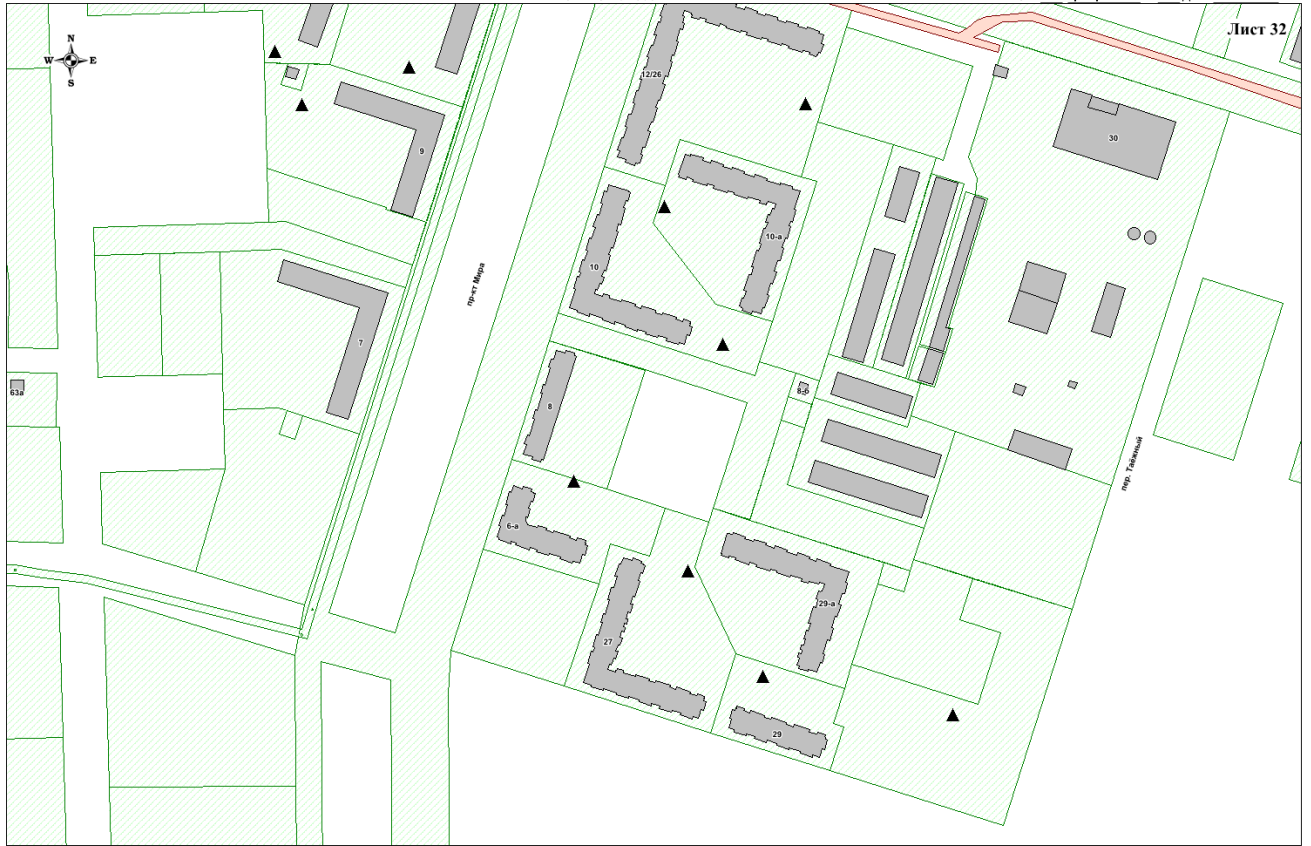 Лист 32
N
W E
S
12/26
30
9
10-а
10
пр-кт Мира
7
63а
8-б
8
пер. Таёжный
6-а
29-а
27
29